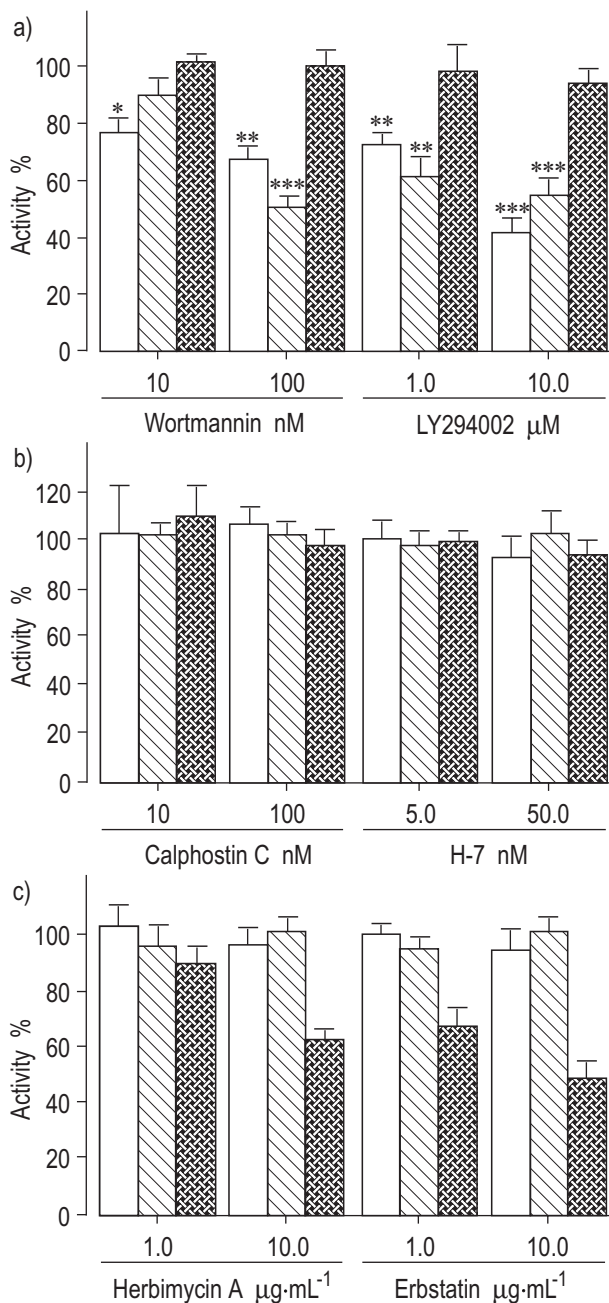 a)
Activity %
100
80
60
40
20
0
* ** *** ** ** *** ***
10 100 1.0 10.0
Wortmannin nM LY294002 µM
b)
Activity %
120
100
80
60
40
20
0
10 100 5.0 50.0
Calphostin C nM H-7 nM
c)
Activity %
100
80
60
40
20
0
1.0 10.0 1.0 10.0
Herbimycin A µg·mL⁻¹ Erbstatin µg·mL⁻¹